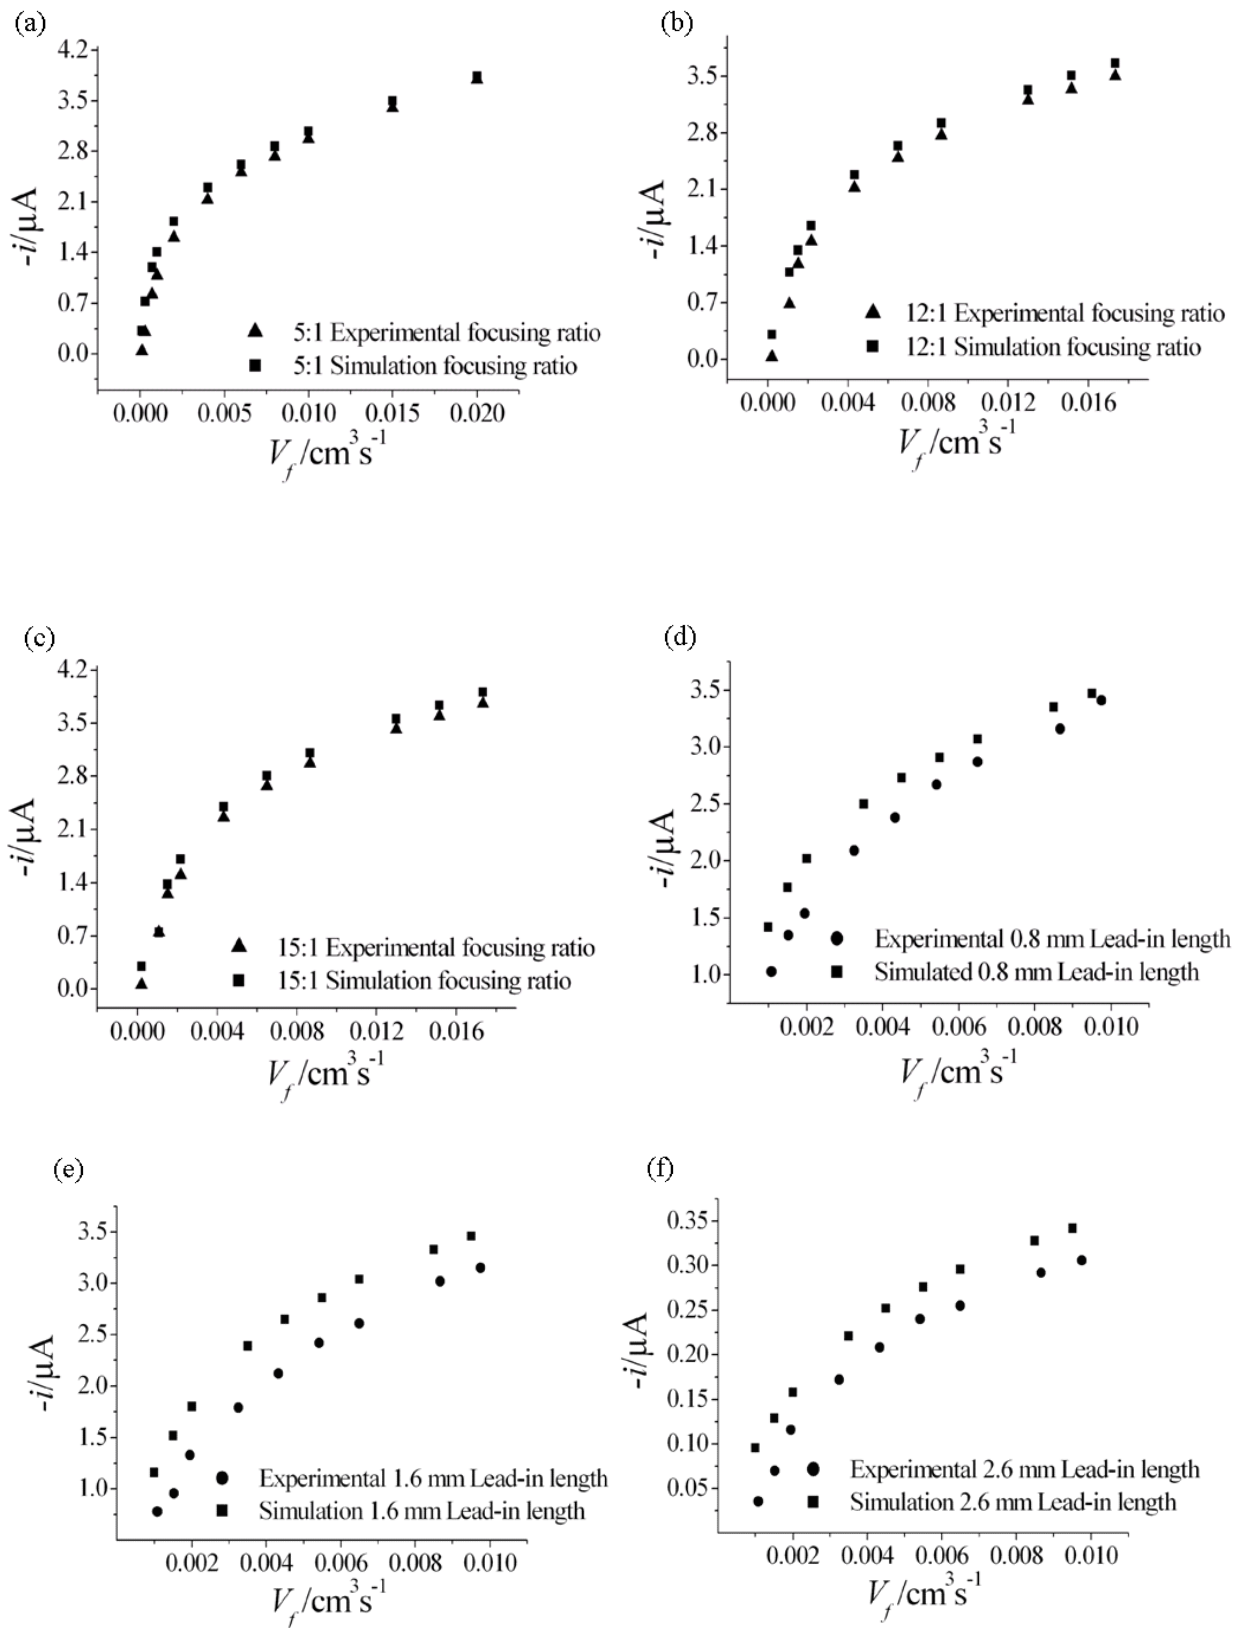 (a)
4.2
3.5
2.8
2.1
1.4
0.7
0.0
-i/μA
▲ 5:1 Experimental focusing ratio
■ 5:1 Simulation focusing ratio
0.000 0.005 0.010 0.015 0.020
V_f /cm³s⁻¹
(b)
3.5
2.8
2.1
1.4
0.7
0.0
-i/μA
▲ 12:1 Experimental focusing ratio
■ 12:1 Simulation focusing ratio
0.000 0.004 0.008 0.012 0.016
V_f /cm³s⁻¹
(c)
4.2
3.5
2.8
2.1
1.4
0.7
0.0
-i/μA
▲ 15:1 Experimental focusing ratio
■ 15:1 Simulation focusing ratio
0.000 0.004 0.008 0.012 0.016
V_f /cm³s⁻¹
(d)
3.5
3.0
2.5
2.0
1.5
1.0
-i/μA
● Experimental 0.8 mm Lead-in length
■ Simulated 0.8 mm Lead-in length
0.002 0.004 0.006 0.008 0.010
V_f /cm³s⁻¹
(e)
3.5
3.0
2.5
2.0
1.5
1.0
-i/μA
● Experimental 1.6 mm Lead-in length
■ Simulation 1.6 mm Lead-in length
0.002 0.004 0.006 0.008 0.010
V_f /cm³s⁻¹
(f)
0.35
0.30
0.25
0.20
0.15
0.10
0.05
-i/μA
● Experimental 2.6 mm Lead-in length
■ Simulation 2.6 mm Lead-in length
0.002 0.004 0.006 0.008 0.010
V_f /cm³s⁻¹